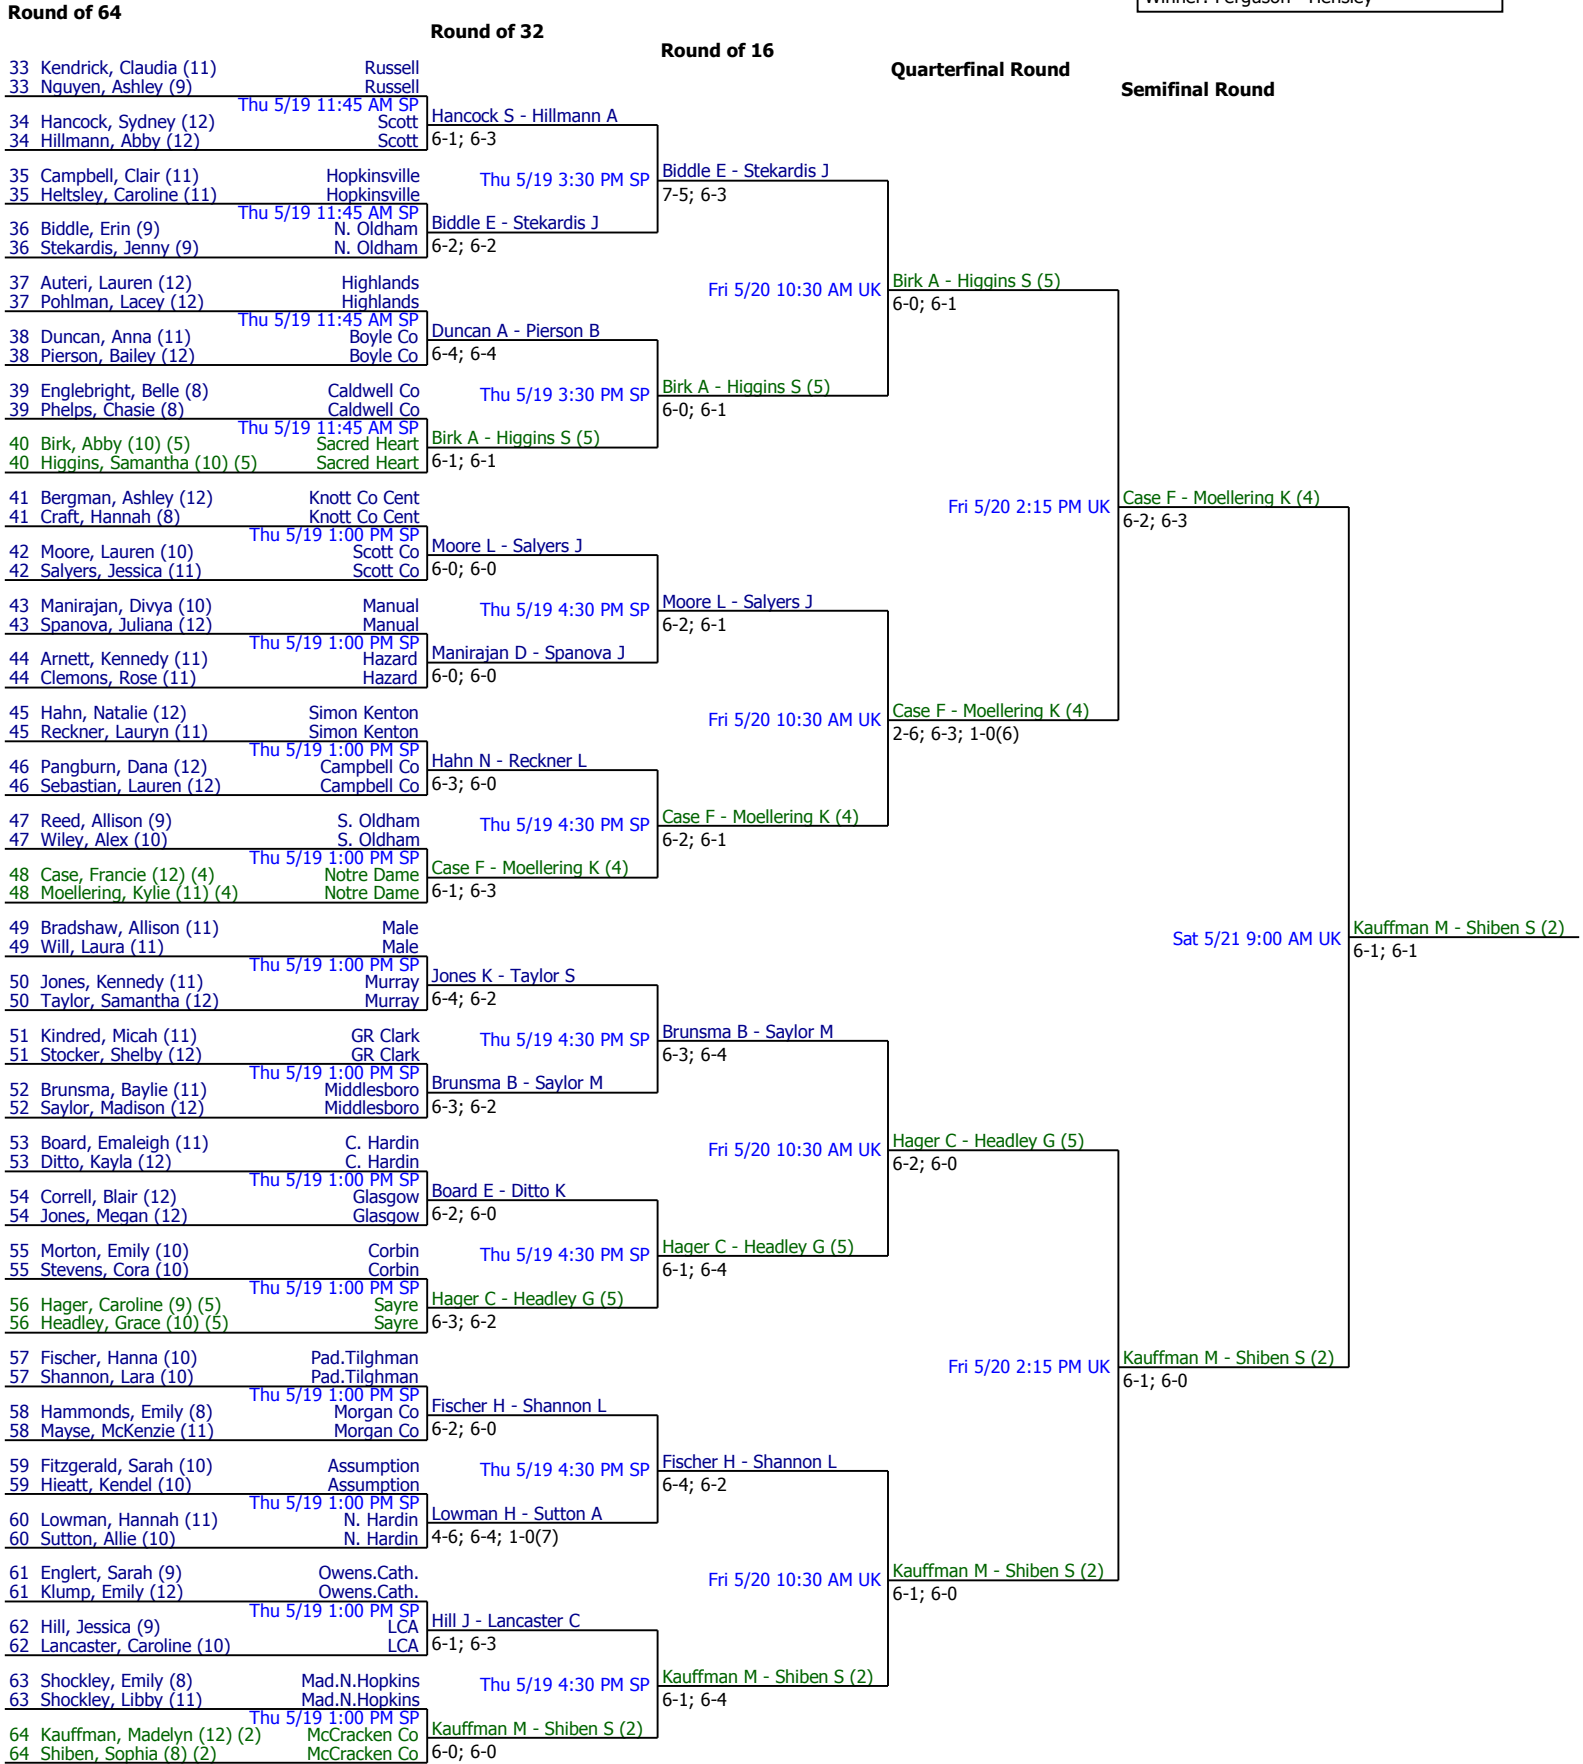 Winner: Ferguson - Hensley
Round of 64
Round of 32
Round of 16
Quarterfinal Round
Semifinal Round
33 Kendrick, Claudia (11) Russell
33 Nguyen, Ashley (9) Russell
Thu 5/19 11:45 AM SP
34 Hancock, Sydney (12) Scott
34 Hillmann, Abby (12) Scott
35 Campbell, Clair (11) Hopkinsville
35 Heltsley, Caroline (11) Hopkinsville
Thu 5/19 11:45 AM SP
36 Biddle, Erin (9) N. Oldham
36 Stekardis, Jenny (9) N. Oldham
37 Auteri, Lauren (12) Highlands
37 Pohlman, Lacey (12) Highlands
Thu 5/19 11:45 AM SP
38 Duncan, Anna (11) Boyle Co
38 Pierson, Bailey (12) Boyle Co
39 Englebright, Belle (8) Caldwell Co
39 Phelps, Chasie (8) Caldwell Co
Thu 5/19 11:45 AM SP
40 Birk, Abby (10) (5) Sacred Heart
40 Higgins, Samantha (10) (5) Sacred Heart
41 Bergman, Ashley (12) Knott Co Cent
41 Craft, Hannah (8) Knott Co Cent
Thu 5/19 1:00 PM SP
42 Moore, Lauren (10) Scott Co
42 Salyers, Jessica (11) Scott Co
43 Manirajan, Divya (10) Manual
43 Spanova, Juliana (12) Manual
Thu 5/19 1:00 PM SP
44 Arnett, Kennedy (11) Hazard
44 Clemons, Rose (11) Hazard
45 Hahn, Natalie (12) Simon Kenton
45 Reckner, Lauryn (11) Simon Kenton
Thu 5/19 1:00 PM SP
46 Pangburn, Dana (12) Campbell Co
46 Sebastian, Lauren (12) Campbell Co
47 Reed, Allison (9) S. Oldham
47 Wiley, Alex (10) S. Oldham
Thu 5/19 1:00 PM SP
48 Case, Francie (12) (4) Notre Dame
48 Moellering, Kylie (11) (4) Notre Dame
49 Bradshaw, Allison (11) Male
49 Will, Laura (11) Male
Thu 5/19 1:00 PM SP
50 Jones, Kennedy (11) Murray
50 Taylor, Samantha (12) Murray
51 Kindred, Micah (11) GR Clark
51 Stocker, Shelby (12) GR Clark
Thu 5/19 1:00 PM SP
52 Brunsma, Baylie (11) Middlesboro
52 Saylor, Madison (12) Middlesboro
53 Board, Emaleigh (11) C. Hardin
53 Ditto, Kayla (12) C. Hardin
Thu 5/19 1:00 PM SP
54 Correll, Blair (12) Glasgow
54 Jones, Megan (12) Glasgow
55 Morton, Emily (10) Corbin
55 Stevens, Cora (10) Corbin
Thu 5/19 1:00 PM SP
56 Hager, Caroline (9) (5) Sayre
56 Headley, Grace (10) (5) Sayre
57 Fischer, Hanna (10) Pad.Tilghman
57 Shannon, Lara (10) Pad.Tilghman
Thu 5/19 1:00 PM SP
58 Hammonds, Emily (8) Morgan Co
58 Mayse, McKenzie (11) Morgan Co
59 Fitzgerald, Sarah (10) Assumption
59 Hieatt, Kendel (10) Assumption
Thu 5/19 1:00 PM SP
60 Lowman, Hannah (11) N. Hardin
60 Sutton, Allie (10) N. Hardin
61 Englert, Sarah (9) Owens.Cath.
61 Klump, Emily (12) Owens.Cath.
Thu 5/19 1:00 PM SP
62 Hill, Jessica (9) LCA
62 Lancaster, Caroline (10) LCA
63 Shockley, Emily (8) Mad.N.Hopkins
63 Shockley, Libby (11) Mad.N.Hopkins
Thu 5/19 1:00 PM SP
64 Kauffman, Madelyn (12) (2) McCracken Co
64 Shiben, Sophia (8) (2) McCracken Co
Hancock S - Hillmann A
6-1; 6-3
Thu 5/19 3:30 PM SP
Biddle E - Stekardis J
6-2; 6-2
Duncan A - Pierson B
6-4; 6-4
Thu 5/19 3:30 PM SP
Birk A - Higgins S (5)
6-1; 6-1
Moore L - Salyers J
6-0; 6-0
Thu 5/19 4:30 PM SP
Manirajan D - Spanova J
6-0; 6-0
Hahn N - Reckner L
6-3; 6-0
Thu 5/19 4:30 PM SP
Case F - Moellering K (4)
6-1; 6-3
Jones K - Taylor S
6-4; 6-2
Thu 5/19 4:30 PM SP
Brunsma B - Saylor M
6-3; 6-2
Board E - Ditto K
6-2; 6-0
Thu 5/19 4:30 PM SP
Hager C - Headley G (5)
6-3; 6-2
Fischer H - Shannon L
6-2; 6-0
Thu 5/19 4:30 PM SP
Lowman H - Sutton A
4-6; 6-4; 1-0(7)
Hill J - Lancaster C
6-1; 6-3
Thu 5/19 4:30 PM SP
Kauffman M - Shiben S (2)
6-0; 6-0
Biddle E - Stekardis J
7-5; 6-3
Fri 5/20 10:30 AM UK
Birk A - Higgins S (5)
6-0; 6-1
Moore L - Salyers J
6-2; 6-1
Fri 5/20 10:30 AM UK
Case F - Moellering K (4)
6-2; 6-1
Brunsma B - Saylor M
6-3; 6-4
Fri 5/20 10:30 AM UK
Hager C - Headley G (5)
6-1; 6-4
Fischer H - Shannon L
6-4; 6-2
Fri 5/20 10:30 AM UK
Kauffman M - Shiben S (2)
6-1; 6-4
Birk A - Higgins S (5)
6-0; 6-1
Fri 5/20 2:15 PM UK
Case F - Moellering K (4)
2-6; 6-3; 1-0(6)
Hager C - Headley G (5)
6-2; 6-0
Fri 5/20 2:15 PM UK
Kauffman M - Shiben S (2)
6-1; 6-0
Case F - Moellering K (4)
6-2; 6-3
Sat 5/21 9:00 AM UK
Kauffman M - Shiben S (2)
6-1; 6-0
Kauffman M - Shiben S (2)
6-1; 6-1